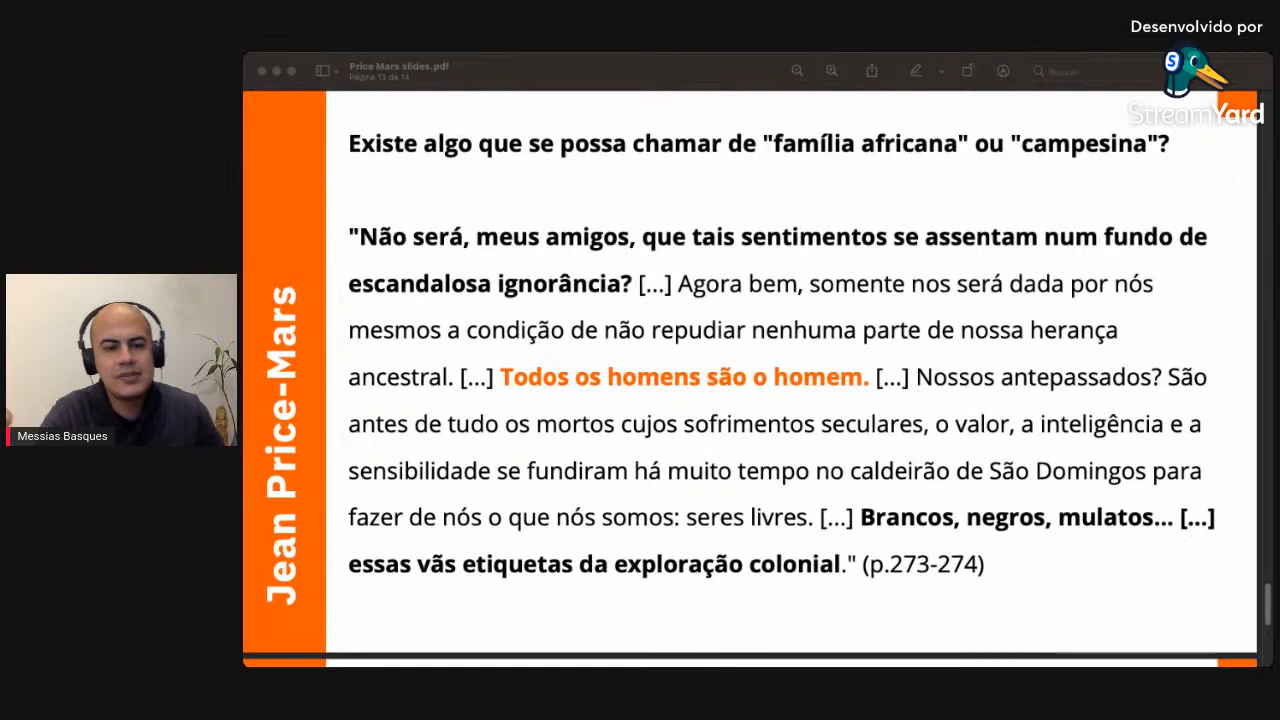 Desenvolvido por
StreamYard
Price Mars slides.pdf
Página 13 de 14
Buscar
Existe algo que se possa chamar de "família africana" ou "campesina"?
"Não será, meus amigos, que tais sentimentos se assentam num fundo de
escandalosa ignorância? [...] Agora bem, somente nos será dada por nós
mesmos a condição de não repudiar nenhuma parte de nossa herança
ancestral. [...] Todos os homens são o homem. [...] Nossos antepassados? São
antes de tudo os mortos cujos sofrimentos seculares, o valor, a inteligência e a
sensibilidade se fundiram há muito tempo no caldeirão de São Domingos para
fazer de nós o que nós somos: seres livres. [...] Brancos, negros, mulatos... [...]
essas vãs etiquetas da exploração colonial." (p.273-274)
Jean Price-Mars
Messias Basques